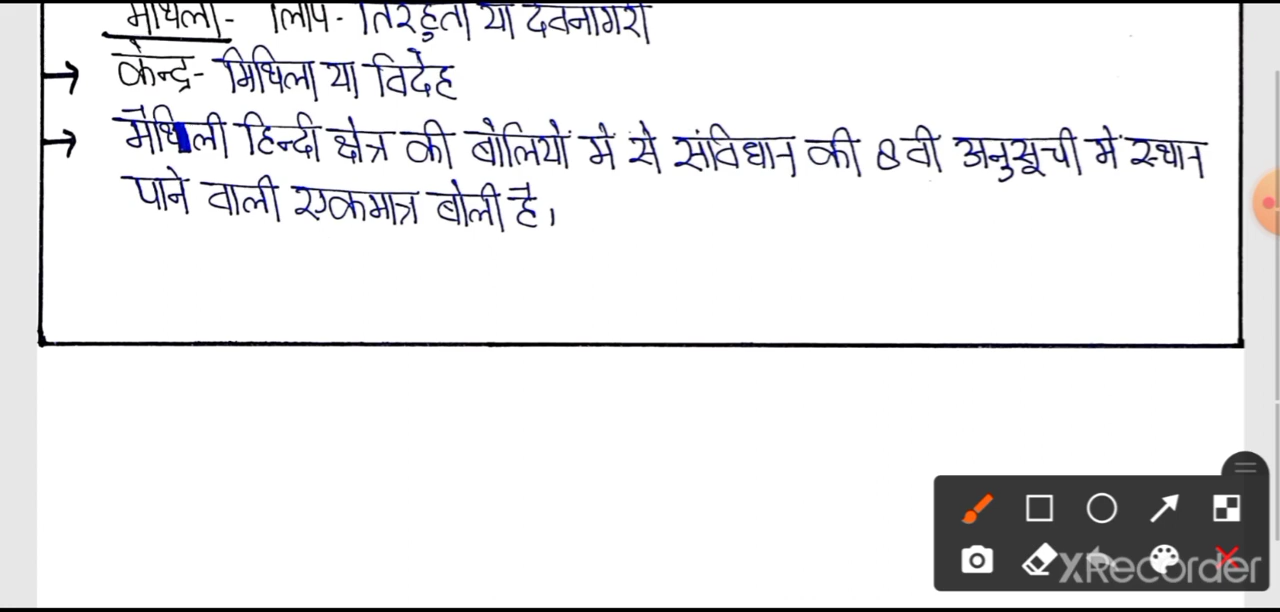 मैथिली- लिपि- तिरहुता या देवनागरी
केन्द्र- मिथिला या विदेह
मैथिली हिन्दी क्षेत्र की बोलियो मे से संविधान की 8वी अनुसूची में स्थान
पाने वाली एकमात्र बोली है।
XRecorder